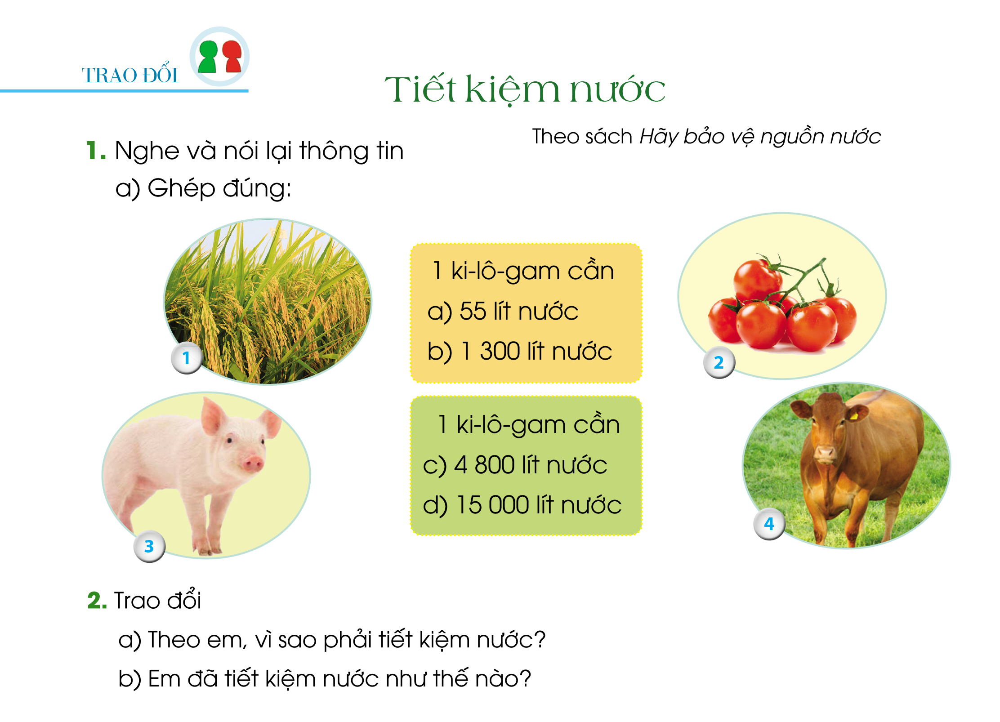 TRAO ĐỔI
Tiết kiệm nước
Theo sách Hãy bảo vệ nguồn nước
1. Nghe và nói lại thông tin
a) Ghép đúng:
1 ki-lô-gam cần
a) 55 lít nước
b) 1 300 lít nước
1
2
1 ki-lô-gam cần
c) 4 800 lít nước
d) 15 000 lít nước
3
4
2. Trao đổi
a) Theo em, vì sao phải tiết kiệm nước?
b) Em đã tiết kiệm nước như thế nào?